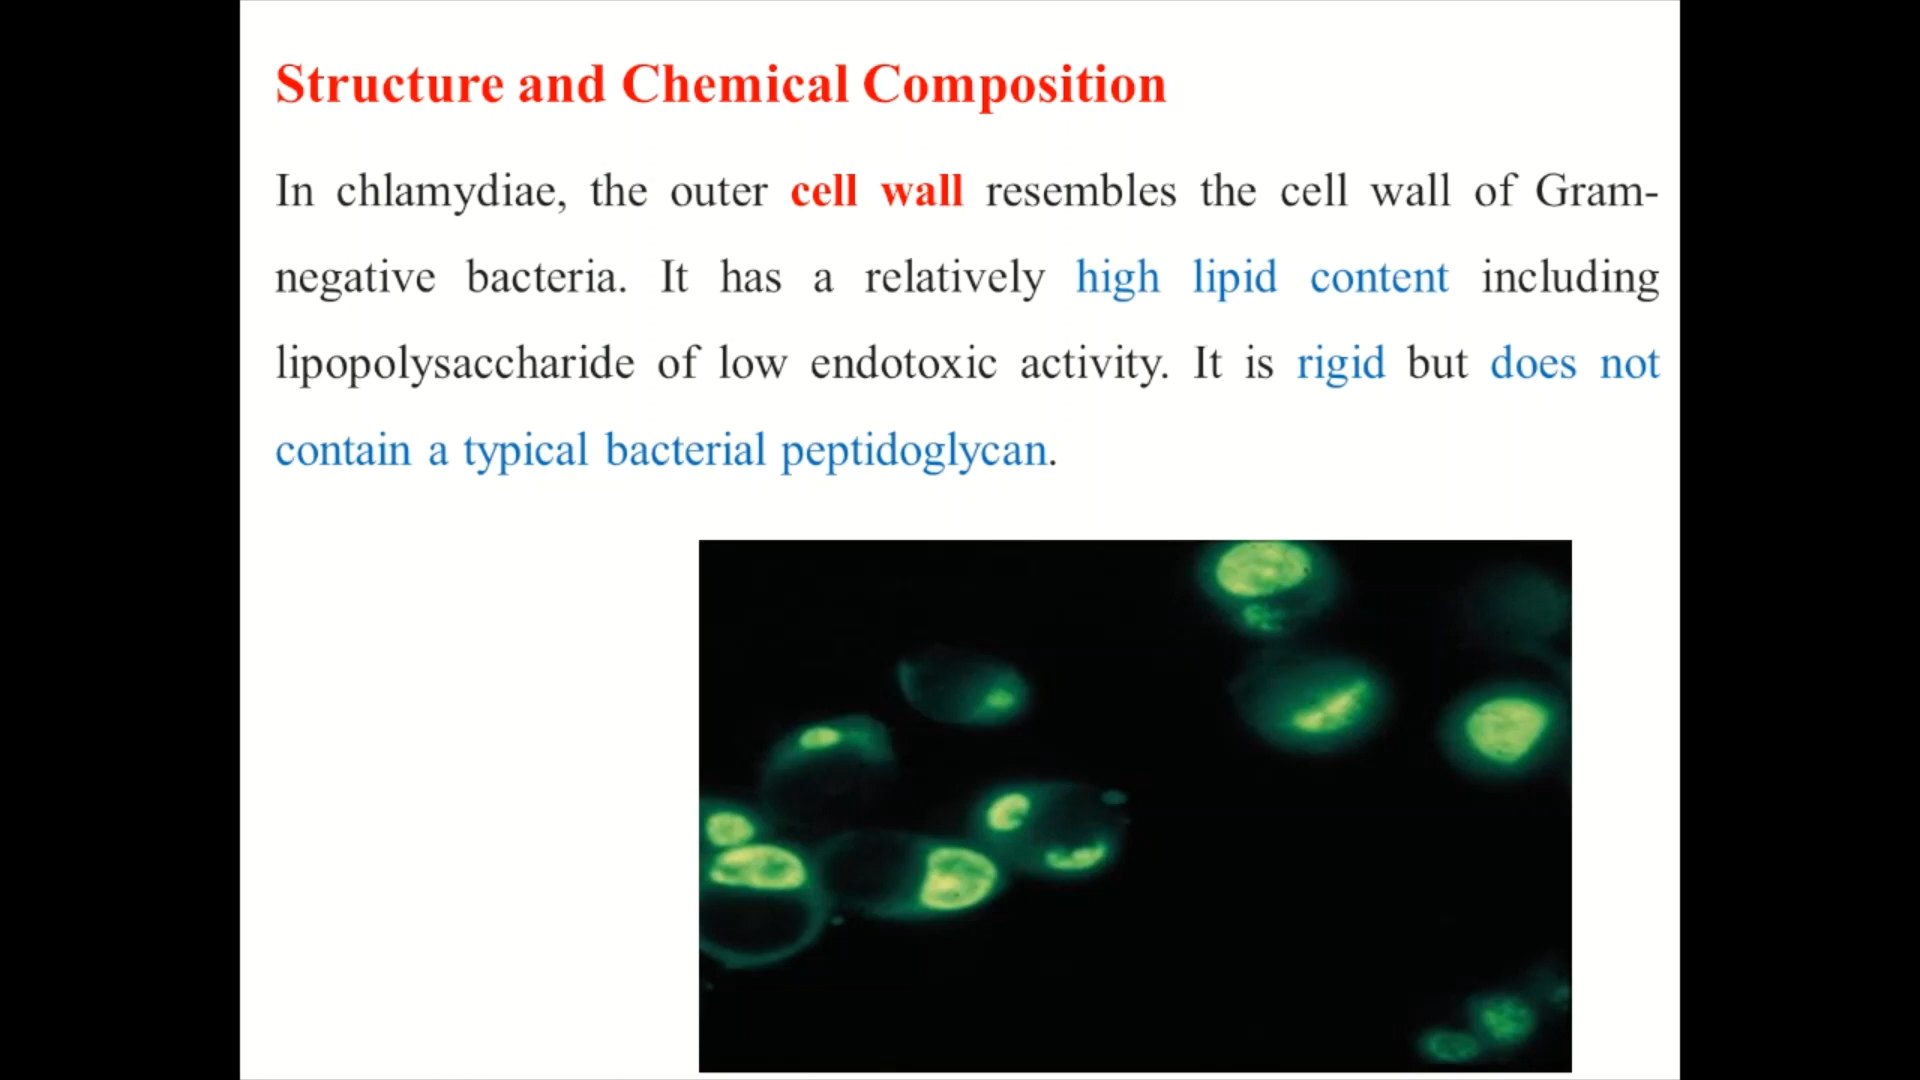 Structure and Chemical Composition
In chlamydiae, the outer cell wall resembles the cell wall of Gram-
negative bacteria. It has a relatively high lipid content including
lipopolysaccharide of low endotoxic activity. It is rigid but does not
contain a typical bacterial peptidoglycan.